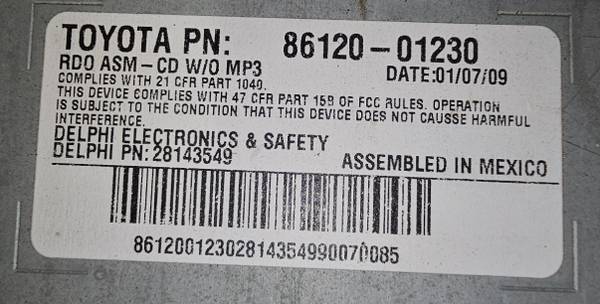 TOYOTA PN: 86120-01230
RDO ASM-CD W/O MP3 DATE:01/07/09
COMPLIES WITH 21 CFR PART 1040.
THIS DEVICE COMPLIES WITH 47 CFR PART 15B OF FCC RULES. OPERATION
IS SUBJECT TO THE CONDITION THAT THIS DEVICE DOES NOT CAUSSE HARMFUL
INTERFERENCE.
DELPHI ELECTRONICS & SAFETY
DELPHI PN:28143549 ASSEMBLED IN MEXICO
86120012302814354990070085